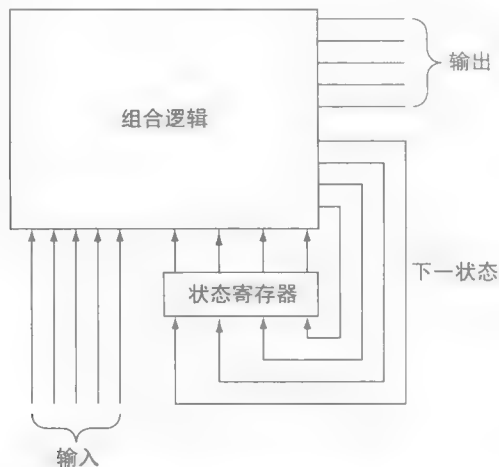 输出
组合逻辑
下一状态
状态寄存器
输入